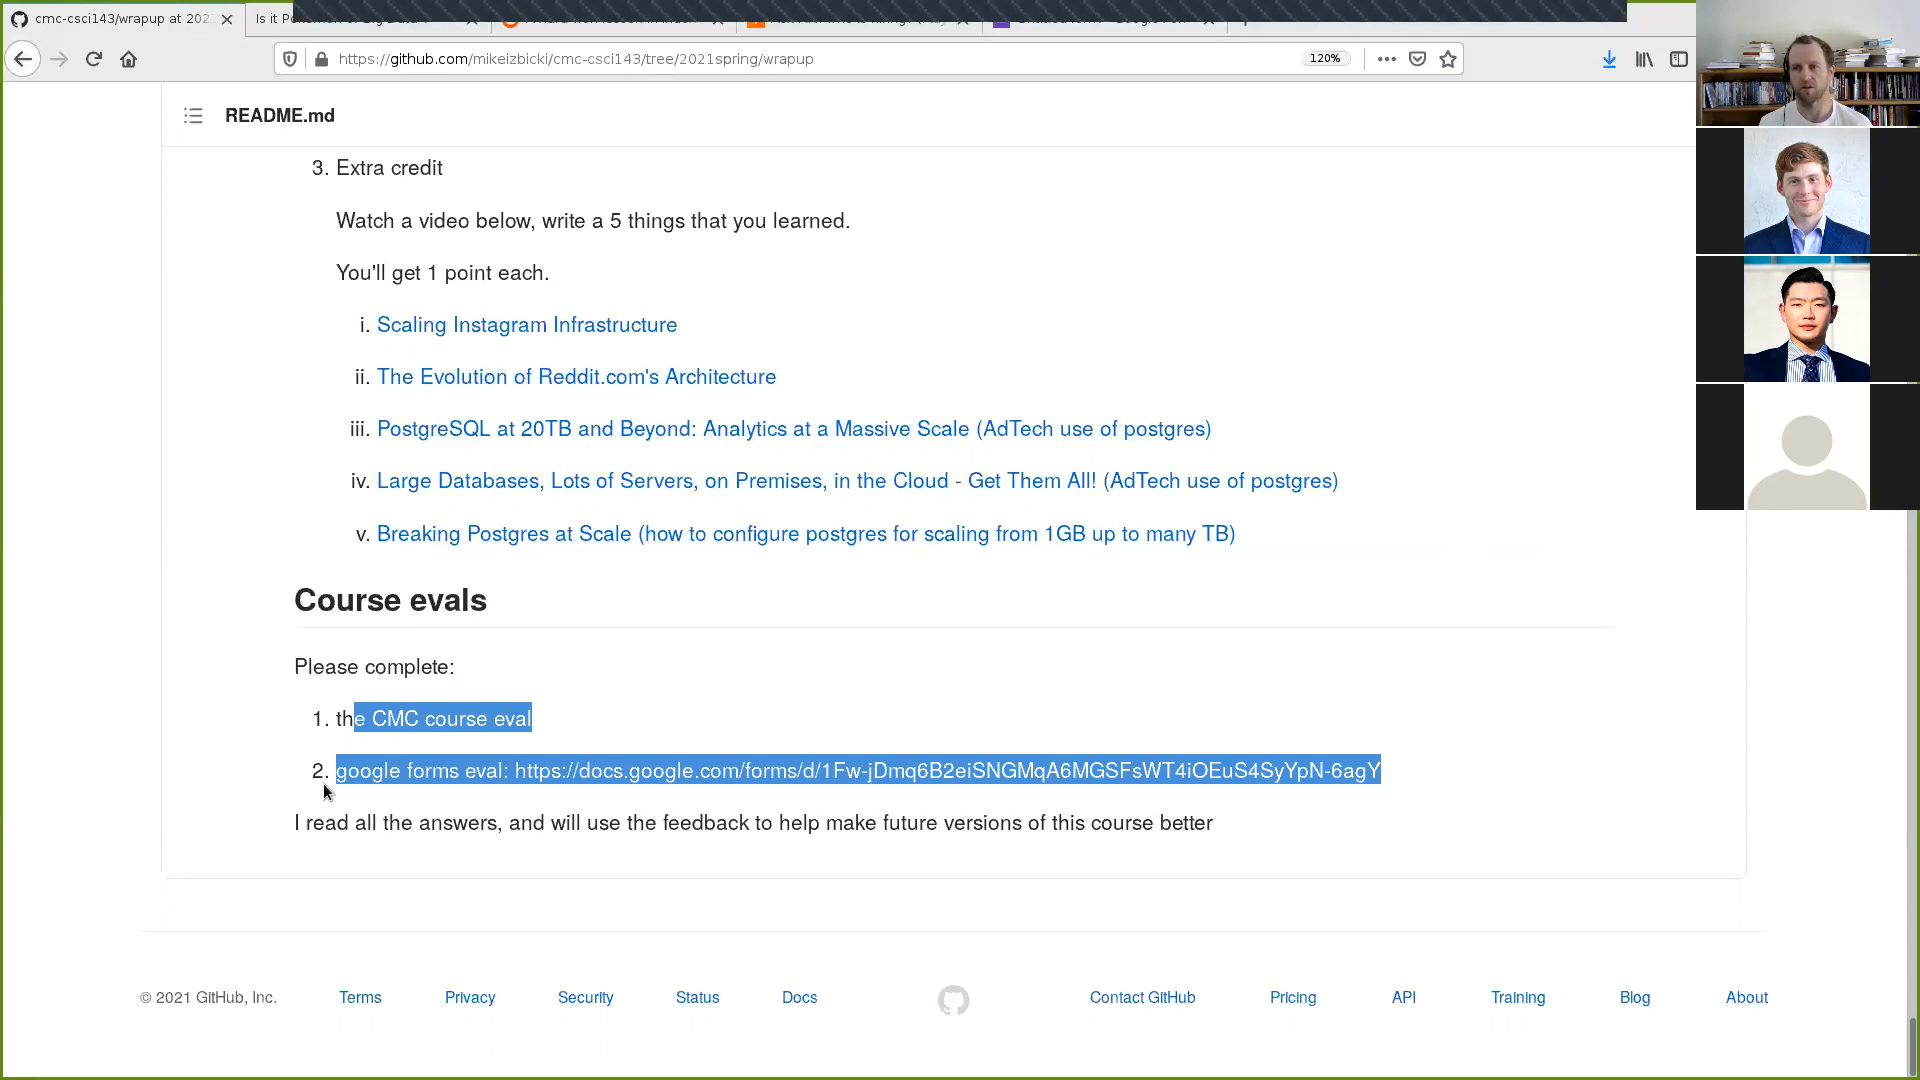 cmc-csci143/wrapup at 202
https://github.com/mikeizbicki/cmc-csci143/tree/2021spring/wrapup
120%
README.md
3. Extra credit
Watch a video below, write a 5 things that you learned.
You'll get 1 point each.
i. Scaling Instagram Infrastructure
ii. The Evolution of Reddit.com's Architecture
iii. PostgreSQL at 20TB and Beyond: Analytics at a Massive Scale (AdTech use of postgres)
iv. Large Databases, Lots of Servers, on Premises, in the Cloud - Get Them All! (AdTech use of postgres)
v. Breaking Postgres at Scale (how to configure postgres for scaling from 1GB up to many TB)
Course evals
Please complete:
1. the CMC course eval
2. google forms eval: https://docs.google.com/forms/d/1Fw-jDmq6B2eiSNGMqA6MGSFsWT4iOEuS4SyYpN-6agY
I read all the answers, and will use the feedback to help make future versions of this course better
© 2021 GitHub, Inc.
Terms
Privacy
Security
Status
Docs
Contact GitHub
Pricing
API
Training
Blog
About